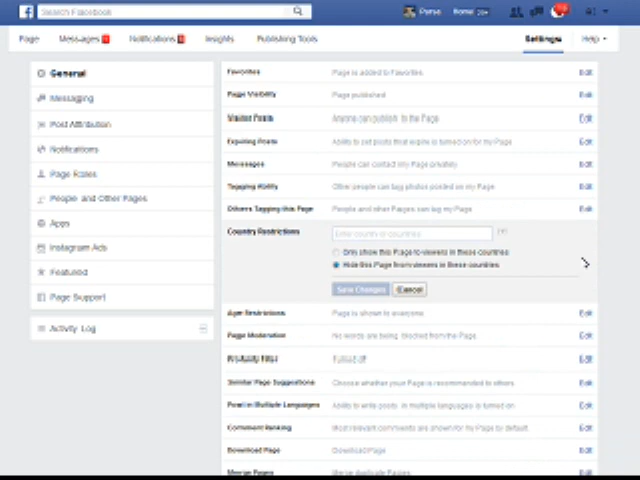 Search Facebook
Home 20+
Page Messages Notifications Insights Publishing Tools Settings Help
General
Messaging
Post Attribution
Notifications
Page Roles
People and Other Pages
Apps
Instagram Ads
Featured
Page Support
Activity Log
Favorites Page is added to Favorites Edit
Page Visibility Page published Edit
Visitor Posts Anyone can publish to the Page Edit
Expiring Posts Ability to set posts that expire is turned on for my Page Edit
Messages People can contact my Page privately Edit
Tagging Ability Other people can tag photos posted on my Page Edit
Others Tagging this Page People and other Pages can tag my Page Edit
Country Restrictions Enter country or countries [?]
Only show this Page to viewers in these countries
Hide this Page from viewers in these countries
Save Changes Cancel
Age Restrictions Page is shown to everyone Edit
Page Moderation No words are being blocked from the Page Edit
Profanity Filter Turned off Edit
Similar Page Suggestions Choose whether your Page is recommended to others Edit
Post in Multiple Languages Ability to write posts in multiple languages is turned on Edit
Comment Ranking Most relevant comments are shown for my Page by default Edit
Download Page Download Page Edit
Merge Pages Merge Duplicate Pages Edit